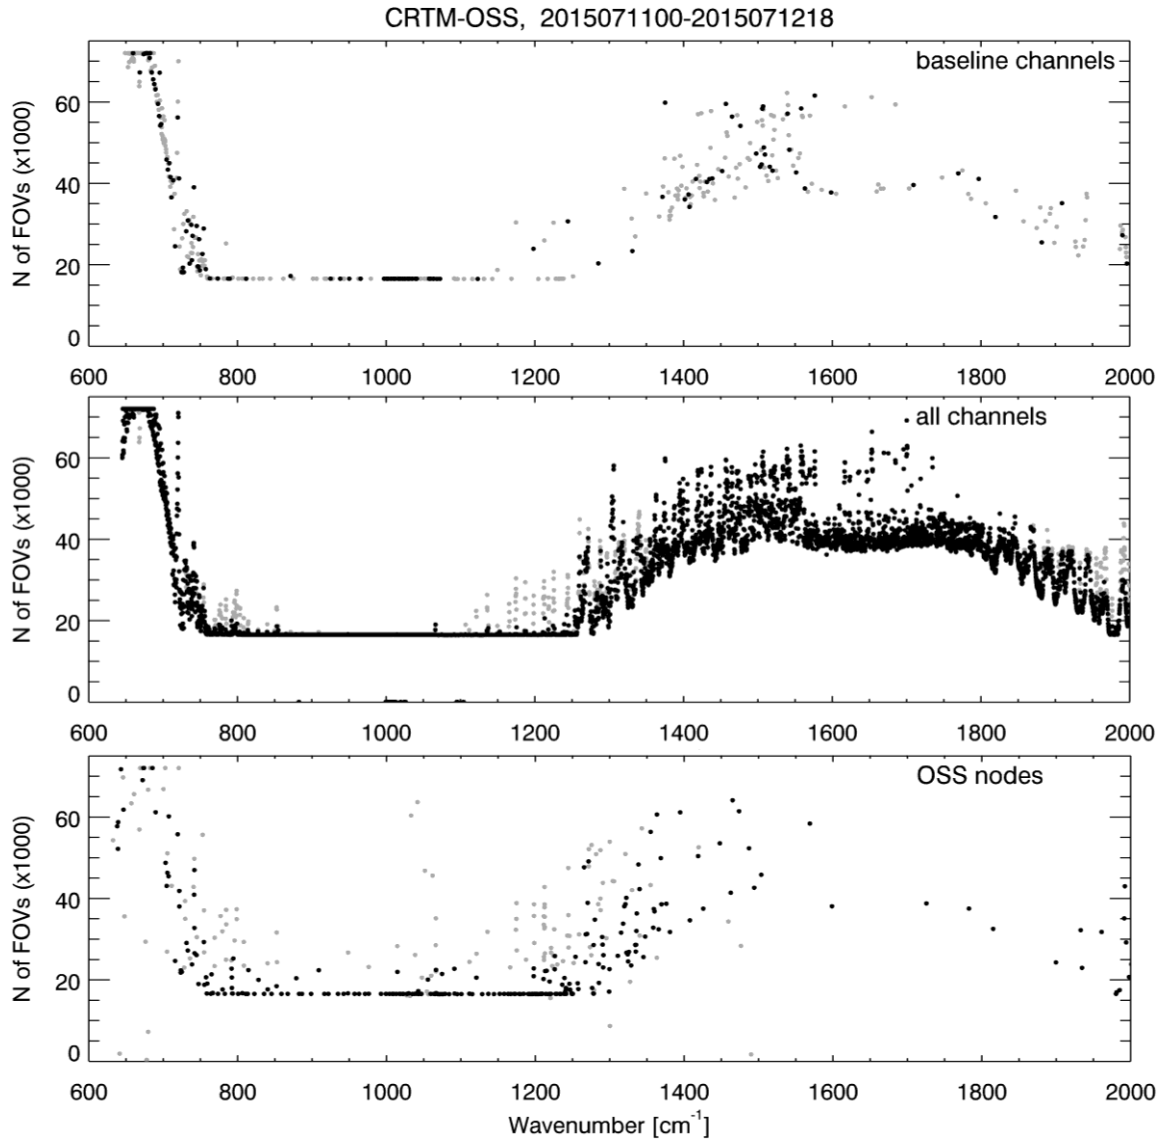 CRTM-OSS, 2015071100-2015071218
baseline channels
N of FOVs (x1000)
60
40
20
0
600 800 1000 1200 1400 1600 1800 2000
all channels
N of FOVs (x1000)
60
40
20
0
600 800 1000 1200 1400 1600 1800 2000
OSS nodes
N of FOVs (x1000)
60
40
20
0
600 800 1000 1200 1400 1600 1800 2000
Wavenumber [cm⁻¹]